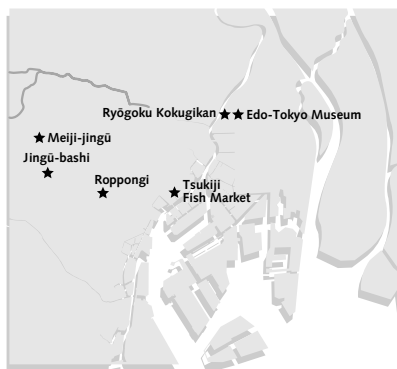 Ryōgoku Kokugikan
Edo-Tokyo Museum
Meiji-jingū
Jingū-bashi
Roppongi
Tsukiji
Fish Market